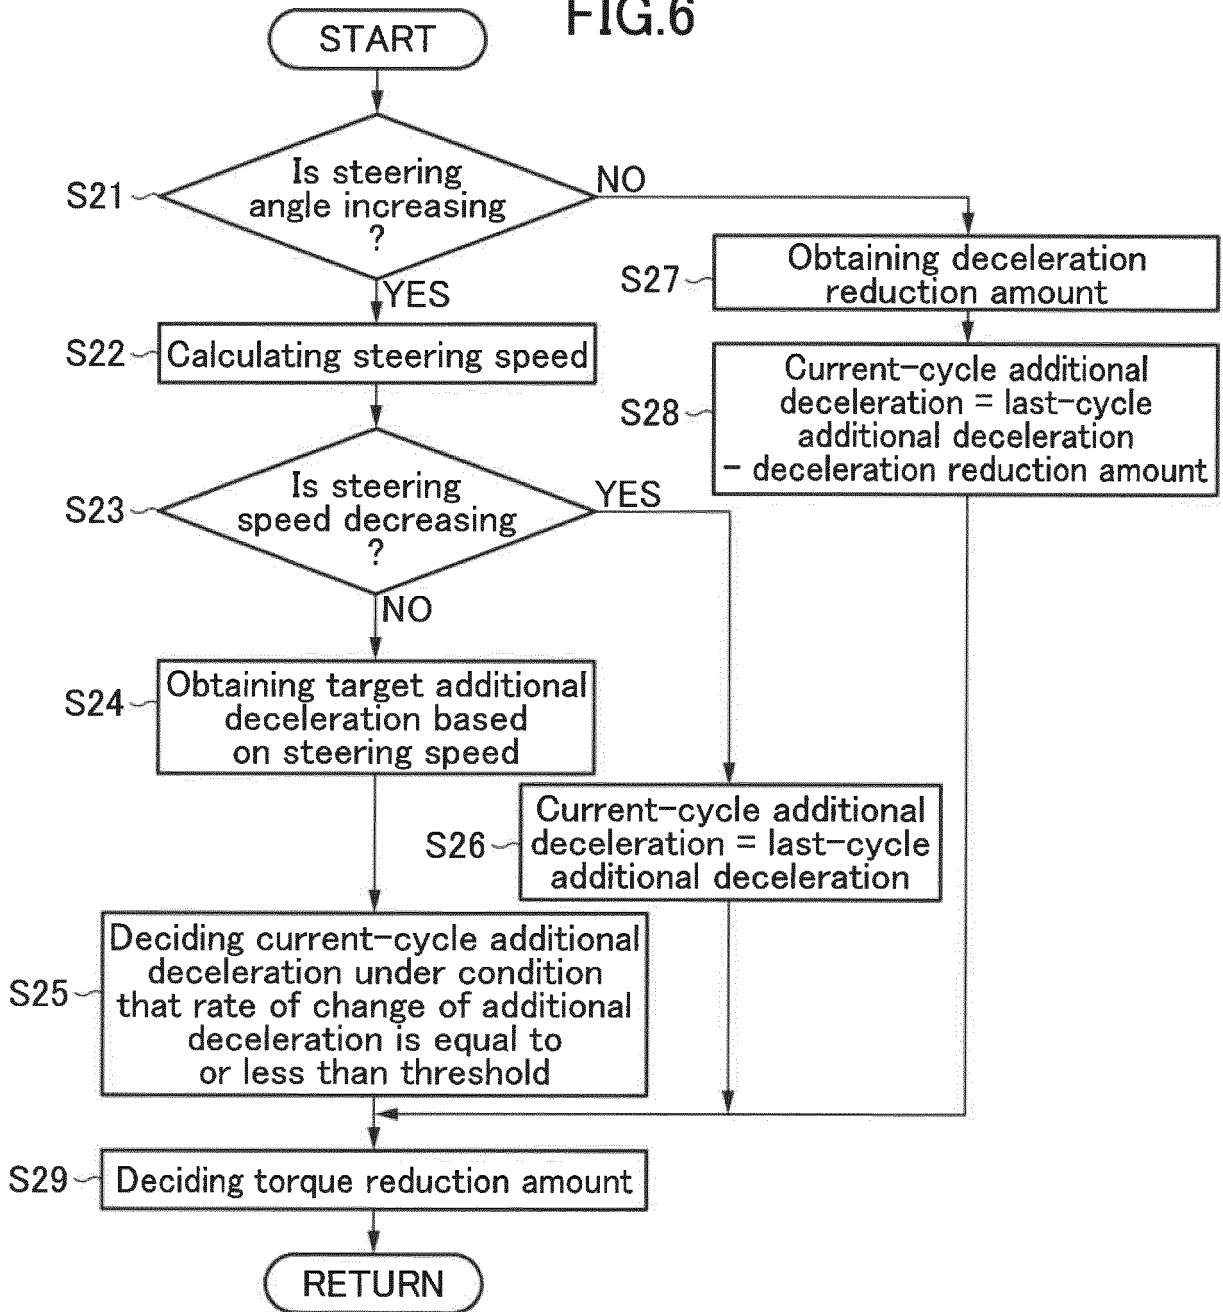 FIG.6
START
S21
Is steering
angle increasing
?
NO
YES
S22
Calculating steering speed
S23
Is steering
speed decreasing
?
YES
NO
S24
Obtaining target additional
deceleration based
on steering speed
S25
Deciding current-cycle additional
deceleration under condition
that rate of change of additional
deceleration is equal to
or less than threshold
S26
Current-cycle additional
deceleration = last-cycle
additional deceleration
S27
Obtaining deceleration
reduction amount
S28
Current-cycle additional
deceleration = last-cycle
additional deceleration
- deceleration reduction amount
S29
Deciding torque reduction amount
RETURN